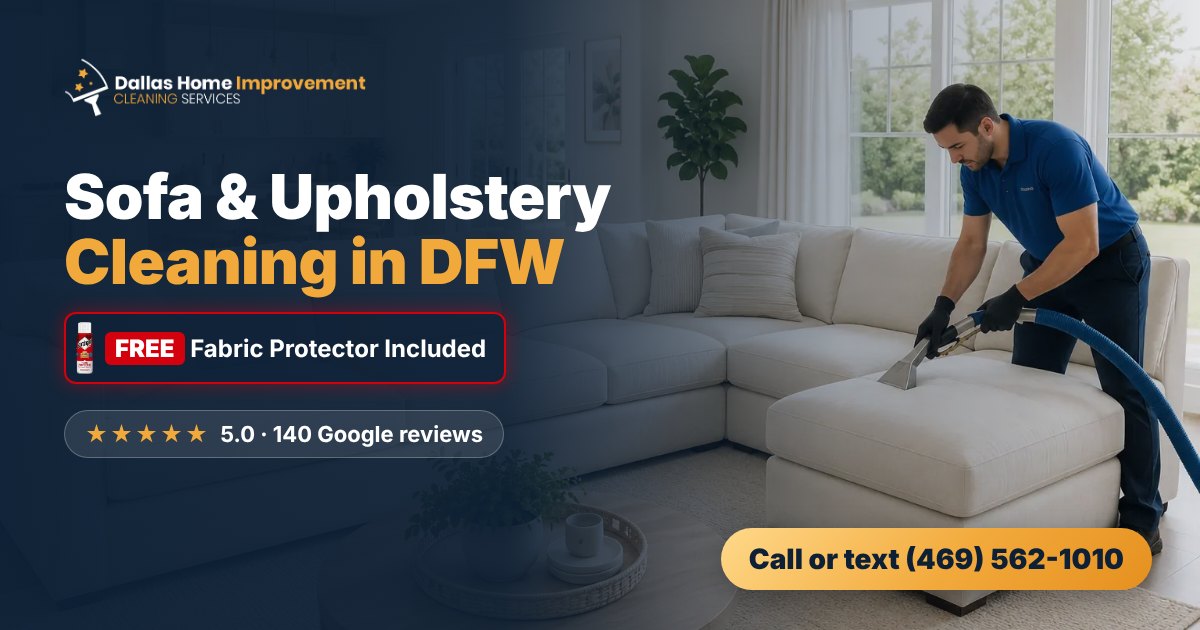 Dallas Home Improvement
CLEANING SERVICES
Sofa & Upholstery
Cleaning in DFW
FREE Fabric Protector Included
★★★★★ 5.0 · 140 Google reviews
Call or text (469) 562-1010